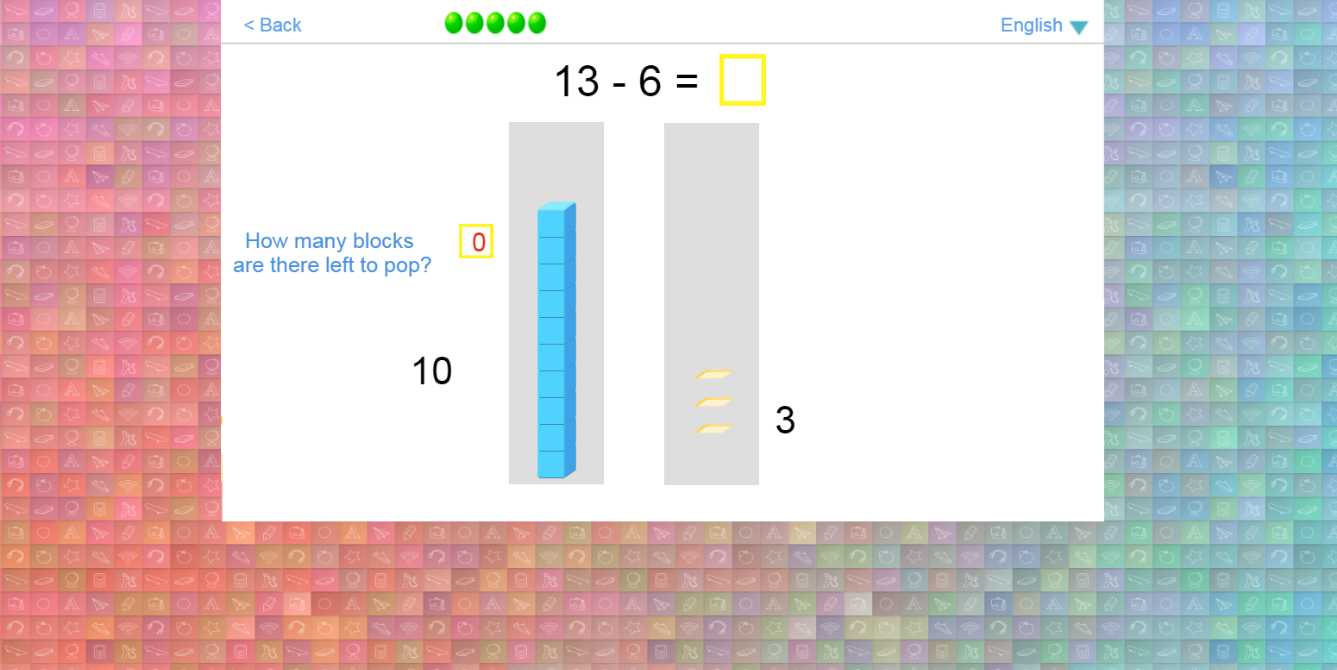 < Back
English
13 - 6 =
How many blocks
are there left to pop?
0
10
3